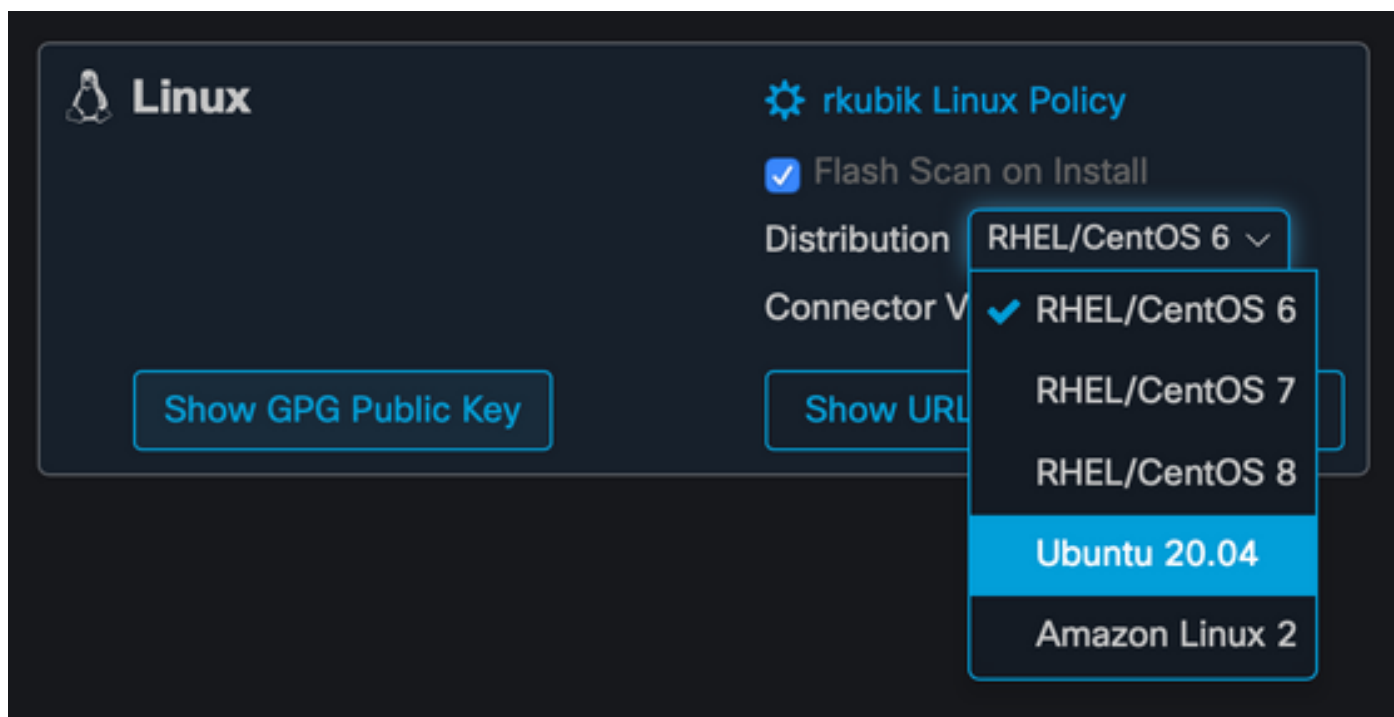 Linux
rkubik Linux Policy
Flash Scan on Install
Distribution RHEL/CentOS 6
Connector V
RHEL/CentOS 6
RHEL/CentOS 7
RHEL/CentOS 8
Ubuntu 20.04
Amazon Linux 2
Show GPG Public Key
Show URL